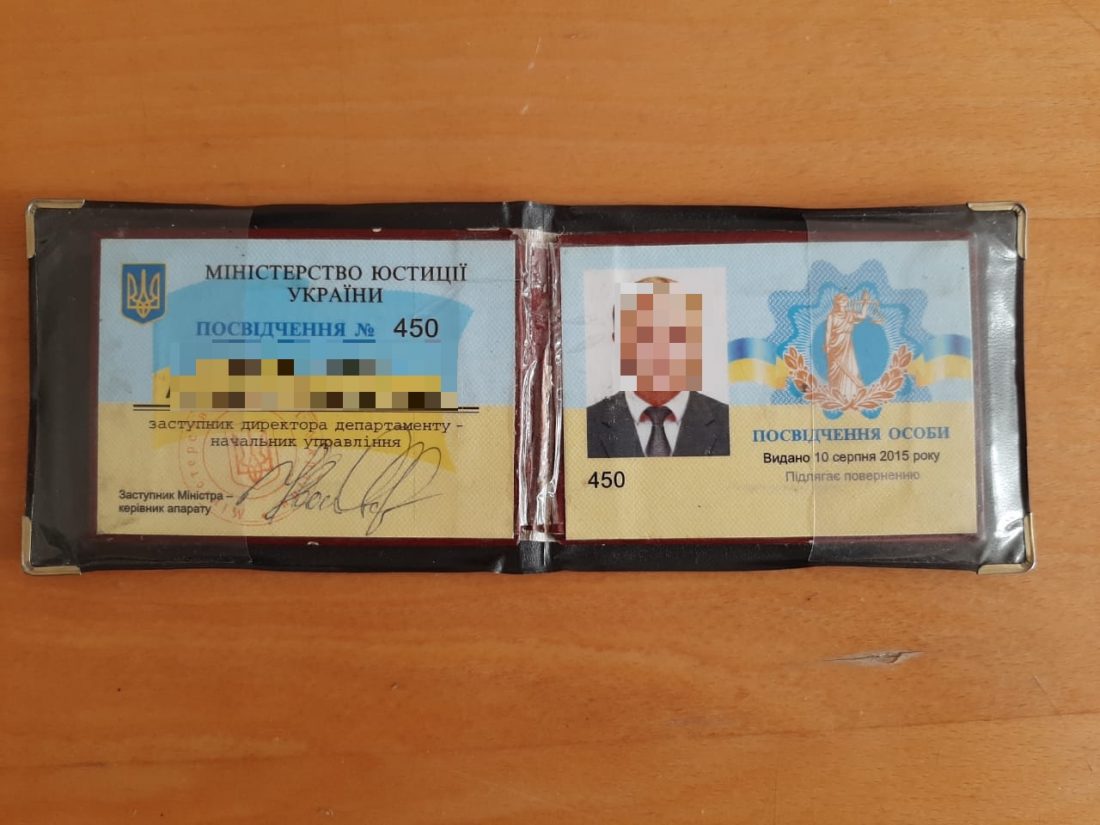 МІНІСТЕРСТВО ЮСТИЦІЇ
УКРАЇНИ
ПОСВІДЧЕННЯ № 450
заступник директора департаменту -
начальник управління
Заступник Міністра –
керівник апарату
450
ПОСВІДЧЕННЯ ОСОБИ
Видано 10 серпня 2015 року
Підлягає поверненню